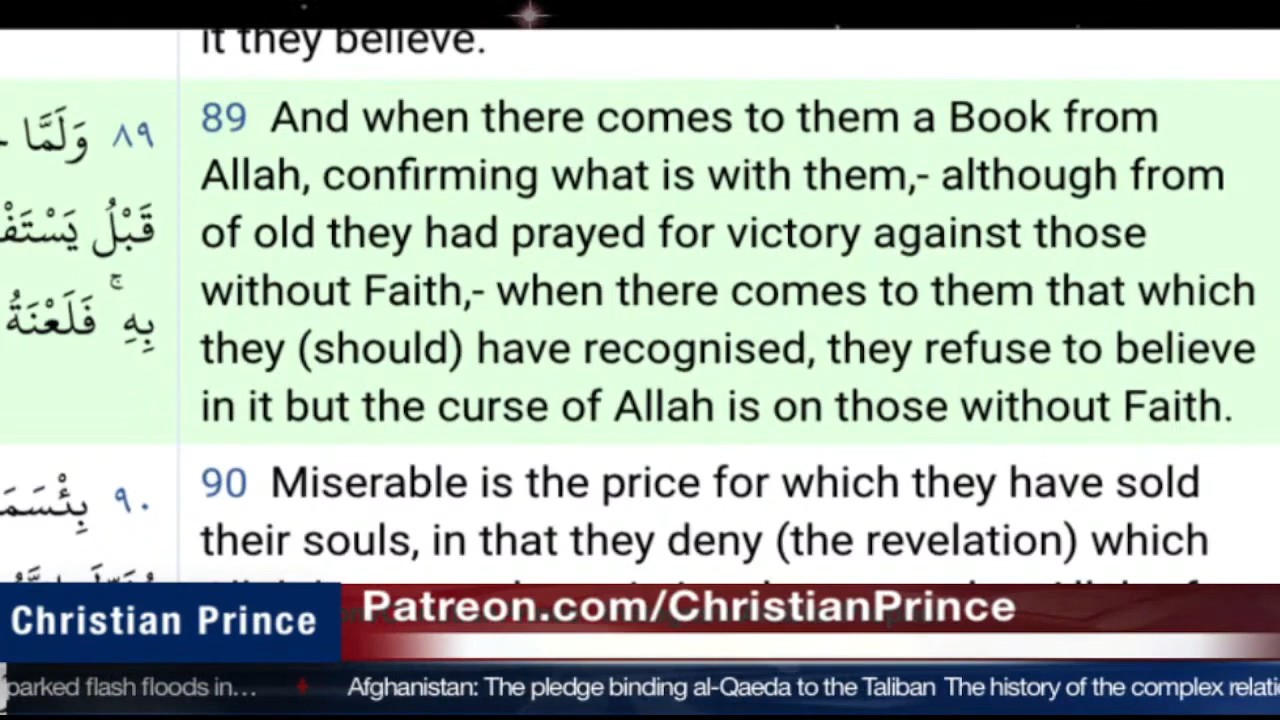 it they believe.
89 And when there comes to them a Book from
Allah, confirming what is with them,- although from
of old they had prayed for victory against those
without Faith,- when there comes to them that which
they (should) have recognised, they refuse to believe
in it but the curse of Allah is on those without Faith.
٨٩ وَلَمَّا
قَبْلُ
بِهِ ۚ فَلَعْنَةُ
90 Miserable is the price for which they have sold
their souls, in that they deny (the revelation) which
٩٠
Christian Prince
Patreon.com/ChristianPrince
parked flash floods in…
Afghanistan: The pledge binding al-Qaeda to the Taliban The history of the complex